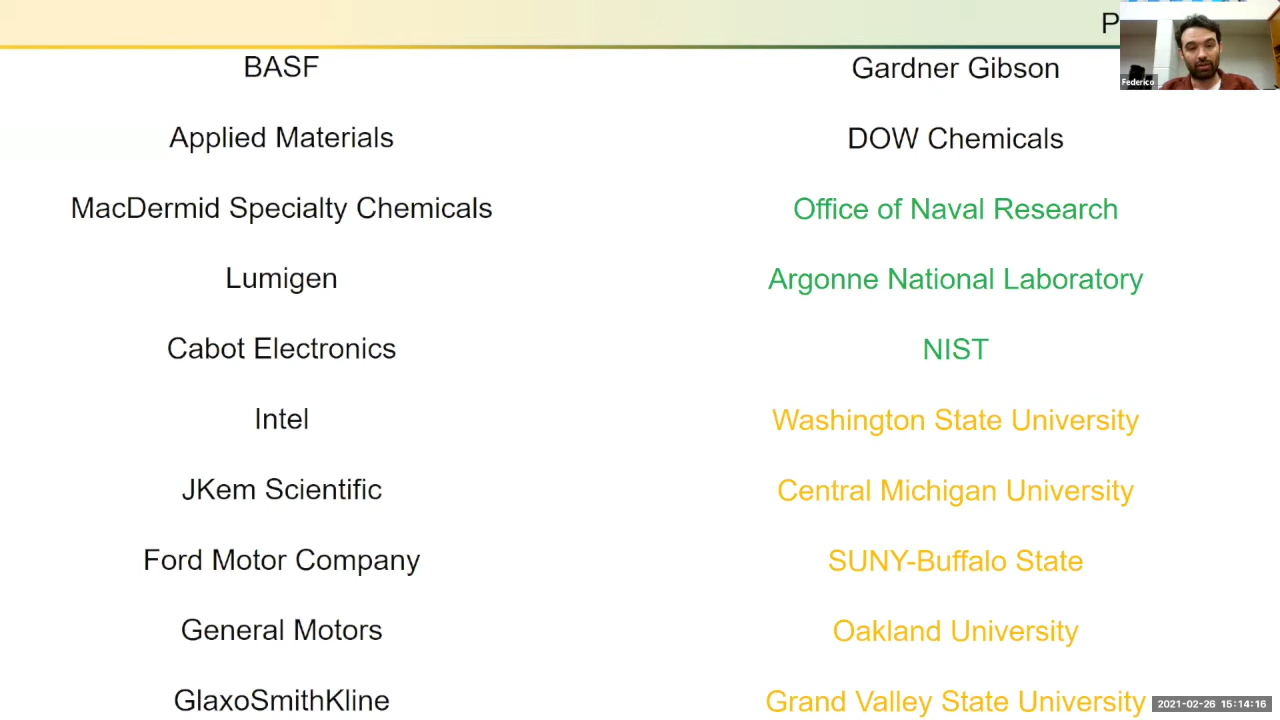 P
BASF
Applied Materials
MacDermid Specialty Chemicals
Lumigen
Cabot Electronics
Intel
JKem Scientific
Ford Motor Company
General Motors
GlaxoSmithKline
Gardner Gibson
DOW Chemicals
Office of Naval Research
Argonne National Laboratory
NIST
Washington State University
Central Michigan University
SUNY-Buffalo State
Oakland University
Grand Valley State University
Federico
2021-02-26 15:14:16